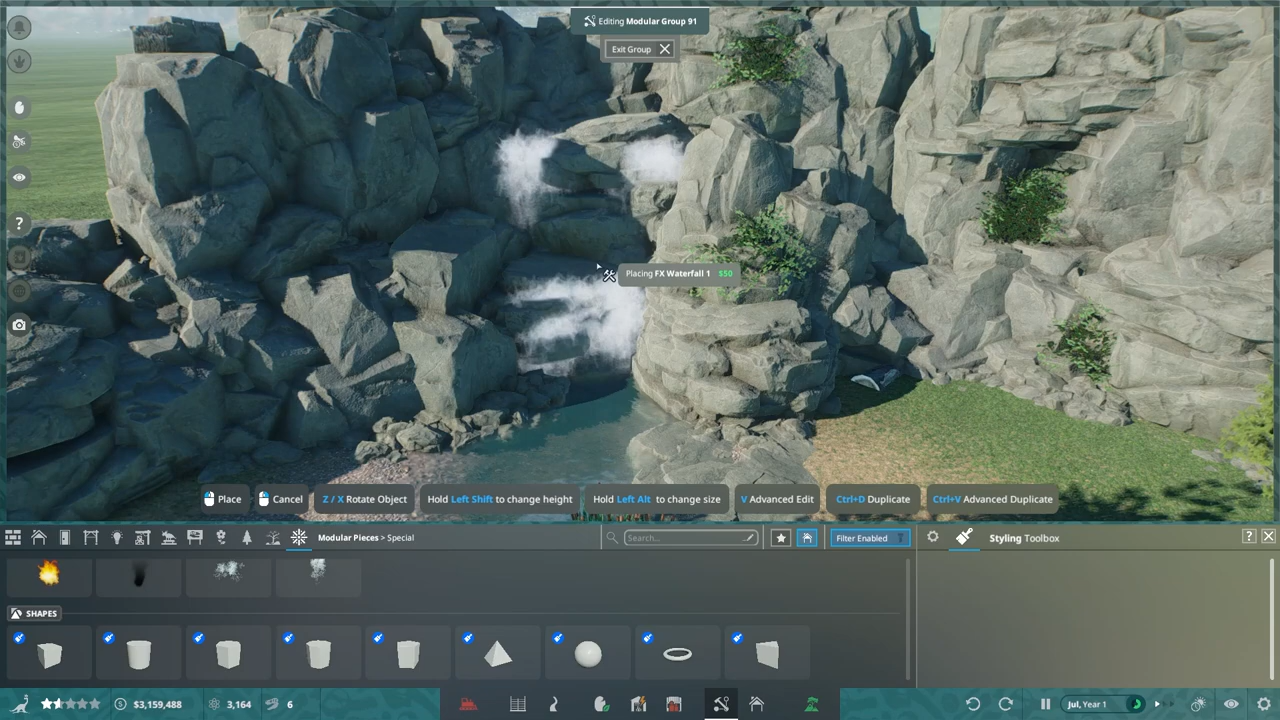 Editing Modular Group 91
Exit Group
Placing FX Waterfall 1 $50
Place
Cancel
Z / X Rotate Object
Hold Left Shift to change height
Hold Left Alt to change size
V Advanced Edit
Ctrl+D Duplicate
Ctrl+V Advanced Duplicate
Modular Pieces > Special
Search...
Filter Enabled
Styling Toolbox
SHAPES
$3,159,488
3,164
6
Jul, Year 1